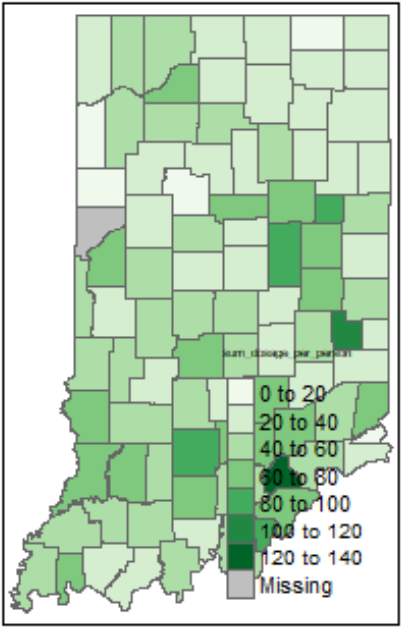 sum_dosage_per_person
0 to 20
20 to 40
40 to 60
60 to 80
80 to 100
100 to 120
120 to 140
Missing